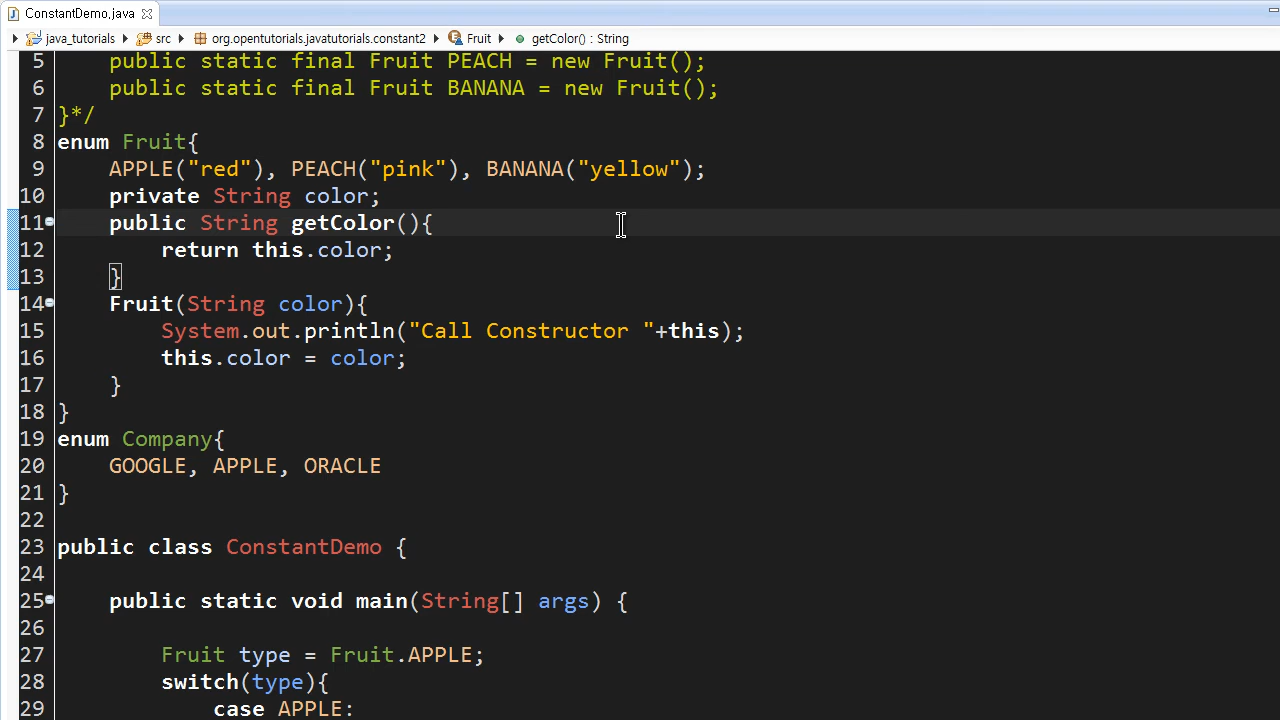 ConstantDemo.java
java_tutorials src org.opentutorials.javatutorials.constant2 Fruit getColor() : String
5 public static final Fruit PEACH = new Fruit();
6 public static final Fruit BANANA = new Fruit();
7 }*/
8 enum Fruit{
9 APPLE("red"), PEACH("pink"), BANANA("yellow");
10 private String color;
11 public String getColor(){
12 return this.color;
13 }
14 Fruit(String color){
15 System.out.println("Call Constructor "+this);
16 this.color = color;
17 }
18 }
19 enum Company{
20 GOOGLE, APPLE, ORACLE
21 }
22
23 public class ConstantDemo {
24
25 public static void main(String[] args) {
26
27 Fruit type = Fruit.APPLE;
28 switch(type){
29 case APPLE: